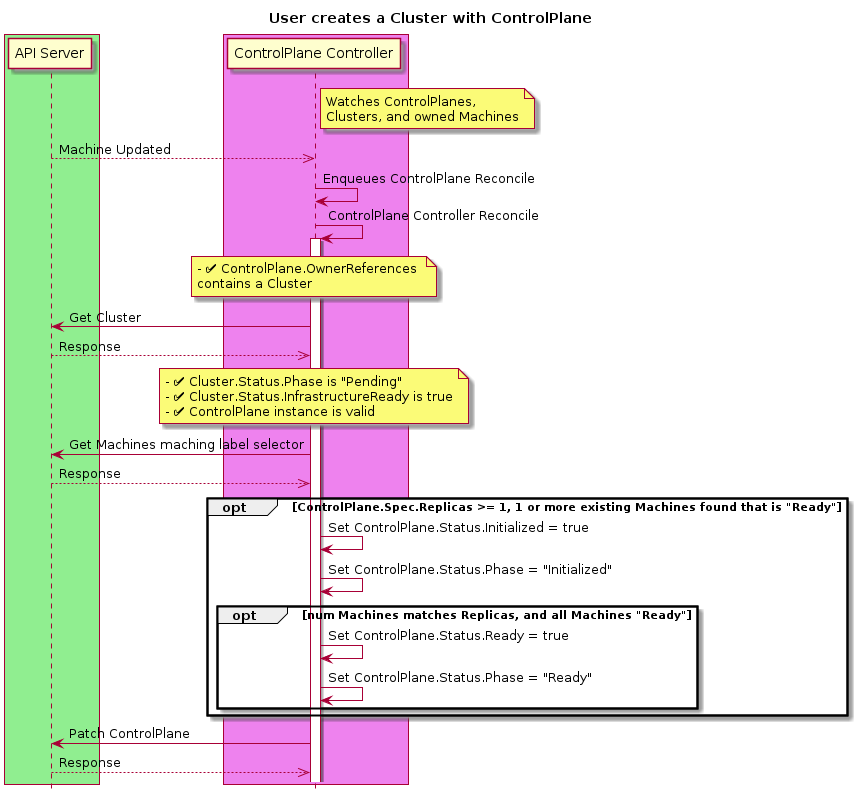 User creates a Cluster with ControlPlane
API Server
ControlPlane Controller
Watches ControlPlanes,
Clusters, and owned Machines
Machine Updated
Enqueues ControlPlane Reconcile
ControlPlane Controller Reconcile
- ✔ ControlPlane.OwnerReferences
contains a Cluster
Get Cluster
Response
- ✔ Cluster.Status.Phase is "Pending"
- ✔ Cluster.Status.InfrastructureReady is true
- ✔ ControlPlane instance is valid
Get Machines maching label selector
Response
opt [ControlPlane.Spec.Replicas >= 1, 1 or more existing Machines found that is "Ready"]
Set ControlPlane.Status.Initialized = true
Set ControlPlane.Status.Phase = "Initialized"
opt [num Machines matches Replicas, and all Machines "Ready"]
Set ControlPlane.Status.Ready = true
Set ControlPlane.Status.Phase = "Ready"
Patch ControlPlane
Response